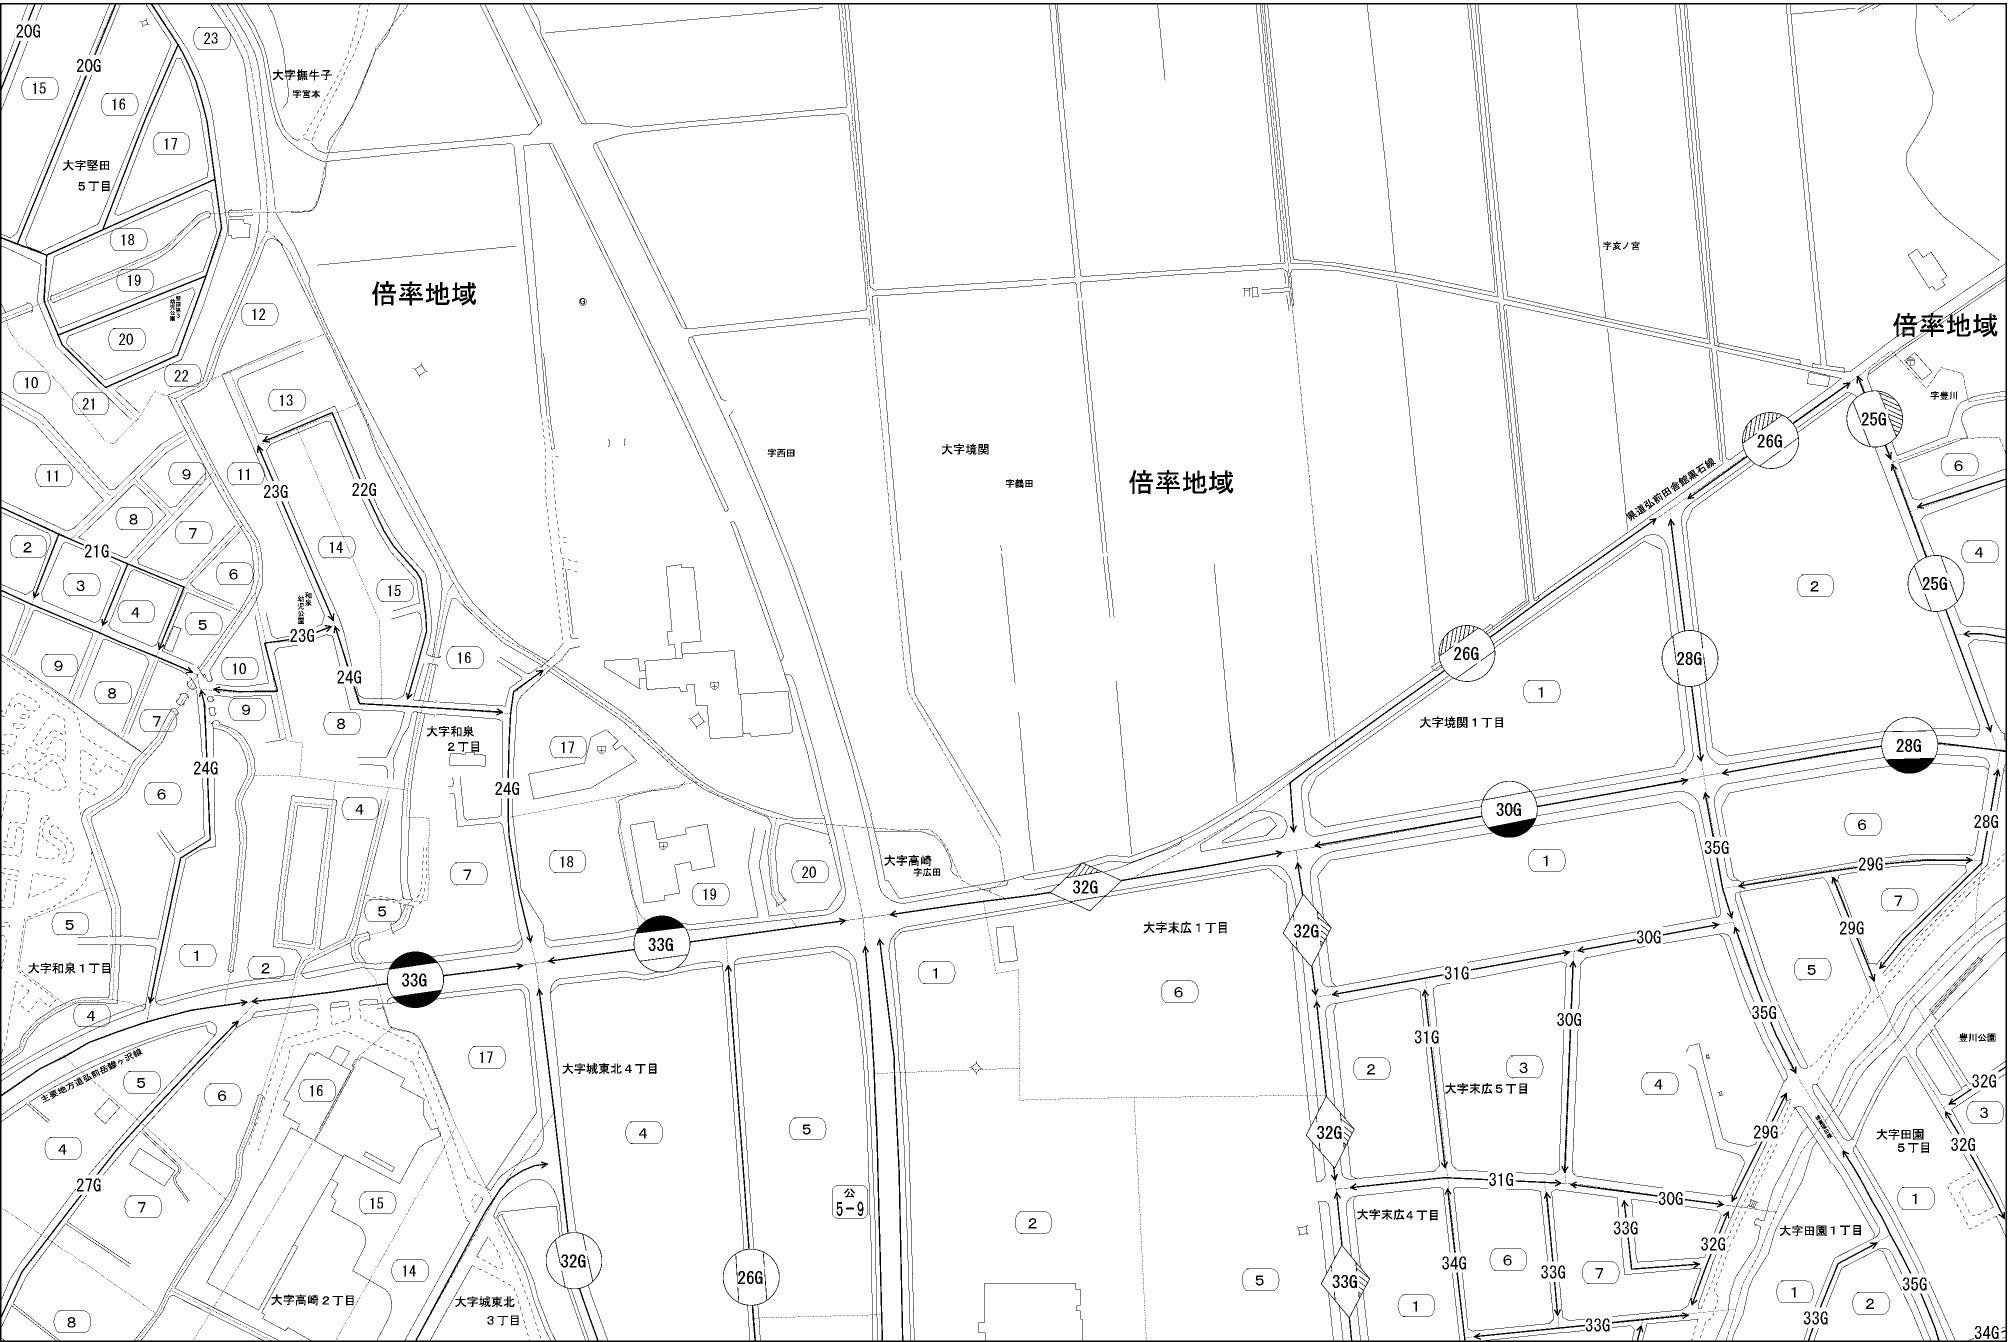 20G
20G
23
15
16
17
大字撫牛子
字宮本
大字堅田
5丁目
18
19
20
12
22
10
21
倍率地域
字亥ノ宮
倍率地域
字豊川
13
11
9
11
8
7
2
21G
3
4
6
5
23G
22G
14
15
和泉
幼児公園
23G
24G
16
10
9
8
9
8
7
大字和泉
2丁目
17
24G
24G
6
4
7
18
19
20
5
5
大字和泉1丁目
1
2
4
字西田
大字境関
字鶴田
倍率地域
県道弘前田舎館黒石線
26G
25G
6
4
25G
2
26G
28G
1
大字境関1丁目
28G
30G
1
6
28G
35G
29G
7
29G
5
大字高崎
字広田
32G
大字末広1丁目
32G
33G
33G
30G
31G
35G
30G
31G
1
6
主要地方道弘前岳鰺ヶ沢線
5
6
4
27G
7
8
16
15
14
17
大字高崎2丁目
大字城東北
3丁目
大字城東北4丁目
4
5
公
5-9
32G
26G
2
5
2
3
大字末広5丁目
4
29G
32G
31G
30G
大字末広4丁目
33G
34G
33G
6
33G
7
32G
1
33G
豊川公園
32G
3
大字田園
5丁目
32G
1
大字田園1丁目
1
2
33G
35G
34G